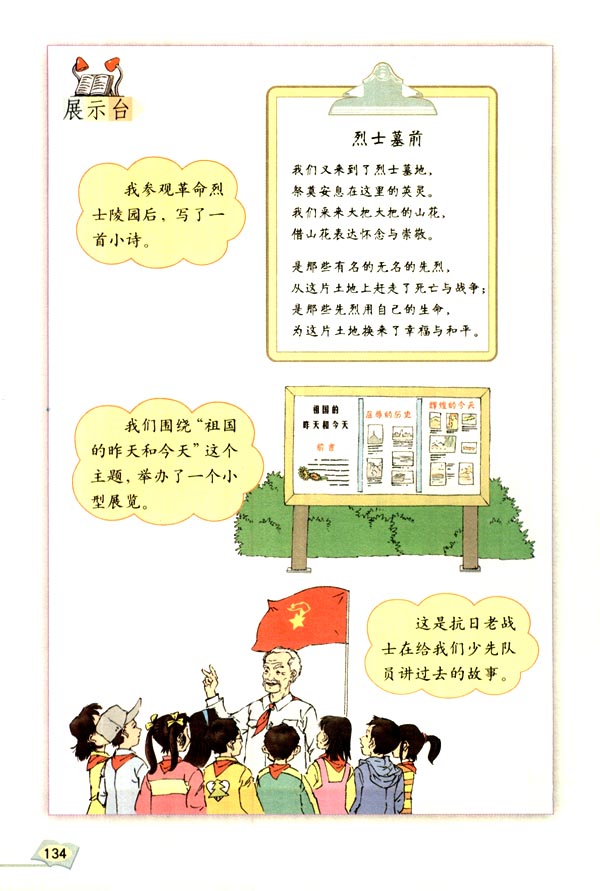 展示台
我参观革命烈
士陵园后，写了一
首小诗。
烈士墓前
我们又来到了烈士墓地，
祭奠安息在这里的英灵。
我们采来大把大把的山花，
借山花表达怀念与崇敬。
是那些有名的无名的先烈，
从这片土地上赶走了死亡与战争；
是那些先烈用自己的生命，
为这片土地换来了幸福与和平。
我们围绕“祖国
的昨天和今天”这个
主题，举办了一个小
型展览。
祖国的
昨天和今天
前言
屈辱的历史
辉煌的今天
这是抗日老战
士在给我们少先队
员讲过去的故事。
134